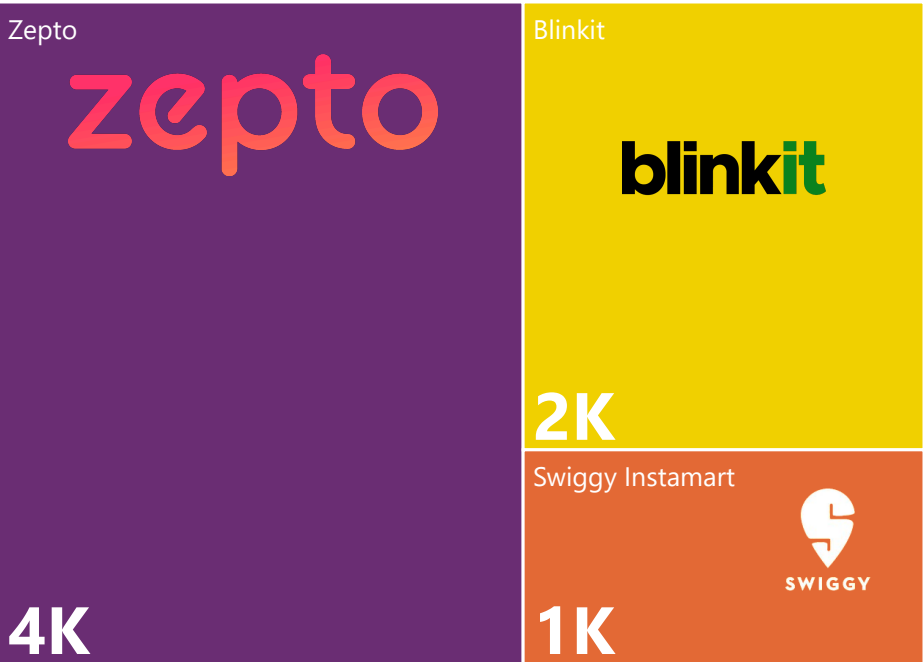 Zepto
zepto
4K
Blinkit
blinkit
2K
Swiggy Instamart
SWIGGY
1K